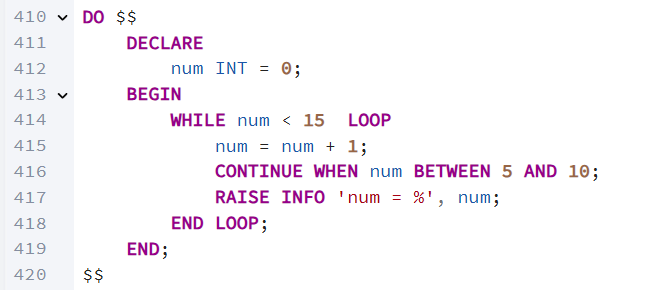 410 DO $$
411 DECLARE
412 num INT = 0;
413 BEGIN
414 WHILE num < 15  LOOP
415 num = num + 1;
416 CONTINUE WHEN num BETWEEN 5 AND 10;
417 RAISE INFO 'num = %', num;
418 END LOOP;
419 END;
420 $$